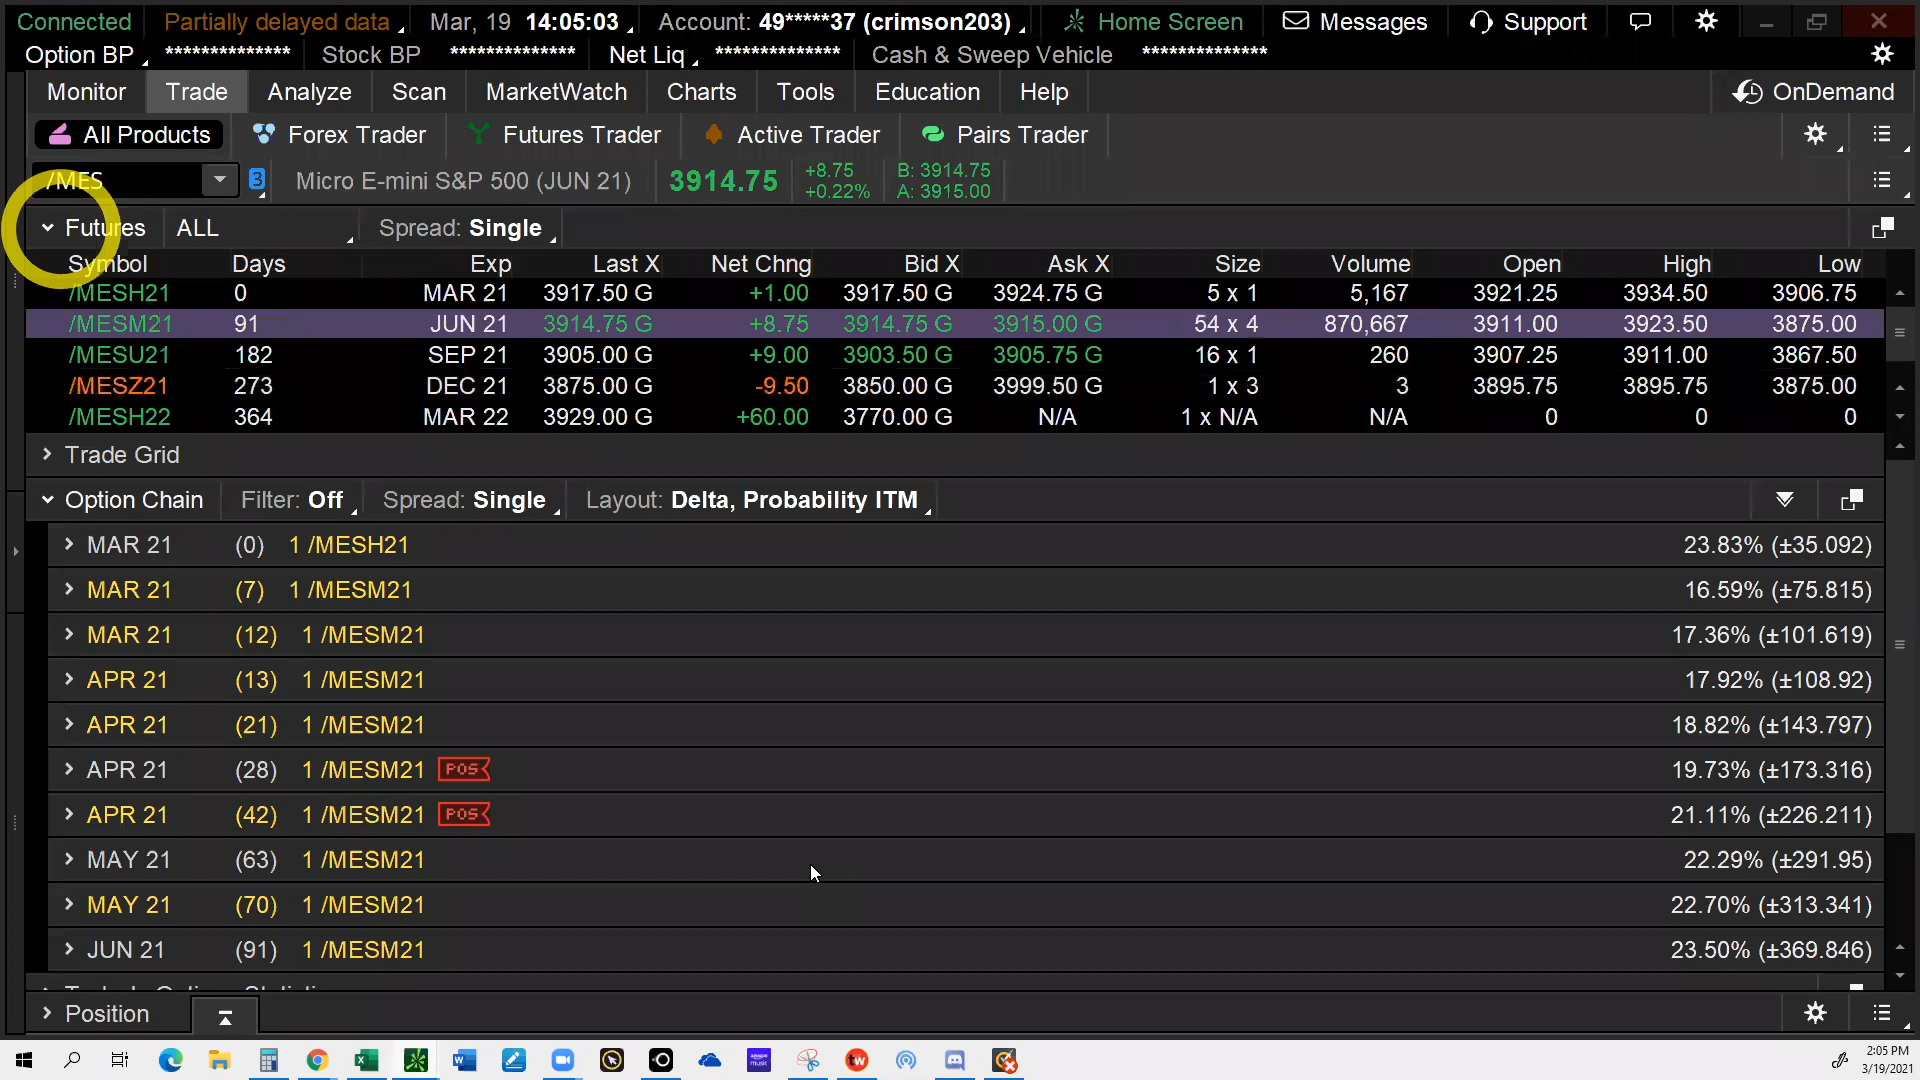 Connected Partially delayed data Mar, 19 14:05:03 Account: 49*****37 (crimson203) Home Screen Messages Support
Option BP ************** Stock BP ************** Net Liq ************** Cash & Sweep Vehicle **************
Monitor Trade Analyze Scan MarketWatch Charts Tools Education Help OnDemand
All Products Forex Trader Futures Trader Active Trader Pairs Trader
/MES 3 Micro E-mini S&P 500 (JUN 21) 3914.75 +8.75 B: 3914.75
+0.22% A: 3915.00
Futures ALL Spread: Single
Symbol Days Exp Last X Net Chng Bid X Ask X Size Volume Open High Low
/MESH21 0 MAR 21 3917.50 G +1.00 3917.50 G 3924.75 G 5 x 1 5,167 3921.25 3934.50 3906.75
/MESM21 91 JUN 21 3914.75 G +8.75 3914.75 G 3915.00 G 54 x 4 870,667 3911.00 3923.50 3875.00
/MESU21 182 SEP 21 3905.00 G +9.00 3903.50 G 3905.75 G 16 x 1 260 3907.25 3911.00 3867.50
/MESZ21 273 DEC 21 3875.00 G -9.50 3850.00 G 3999.50 G 1 x 3 3 3895.75 3895.75 3875.00
/MESH22 364 MAR 22 3929.00 G +60.00 3770.00 G N/A 1 x N/A N/A 0 0 0
Trade Grid
Option Chain Filter: Off Spread: Single Layout: Delta, Probability ITM
MAR 21 (0) 1 /MESH21 23.83% (±35.092)
MAR 21 (7) 1 /MESM21 16.59% (±75.815)
MAR 21 (12) 1 /MESM21 17.36% (±101.619)
APR 21 (13) 1 /MESM21 17.92% (±108.92)
APR 21 (21) 1 /MESM21 18.82% (±143.797)
APR 21 (28) 1 /MESM21 POS 19.73% (±173.316)
APR 21 (42) 1 /MESM21 POS 21.11% (±226.211)
MAY 21 (63) 1 /MESM21 22.29% (±291.95)
MAY 21 (70) 1 /MESM21 22.70% (±313.341)
JUN 21 (91) 1 /MESM21 23.50% (±369.846)
Position
2:05 PM
3/19/2021